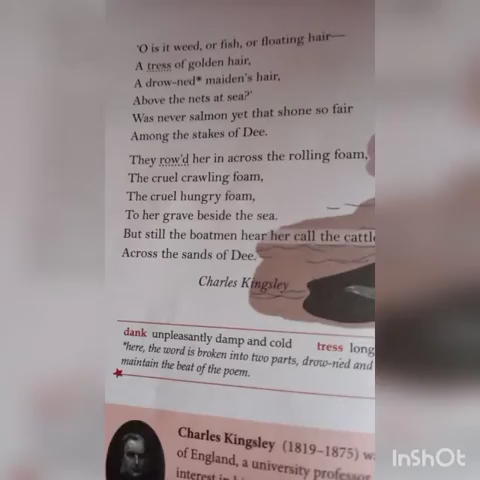 'O is it weed, or fish, or floating hair—
A tress of golden hair,
A drow-ned* maiden's hair,
Above the nets at sea?'
Was never salmon yet that shone so fair
Among the stakes of Dee.
They row'd her in across the rolling foam,
The cruel crawling foam,
The cruel hungry foam,
To her grave beside the sea.
But still the boatmen hear her call the cattle
Across the sands of Dee.
Charles Kingsley
dank unpleasantly damp and cold tress long
*here, the word is broken into two parts, drow-ned and
maintain the beat of the poem.
Charles Kingsley (1819–1875) w
of England, a university professor
interest in
InShOt